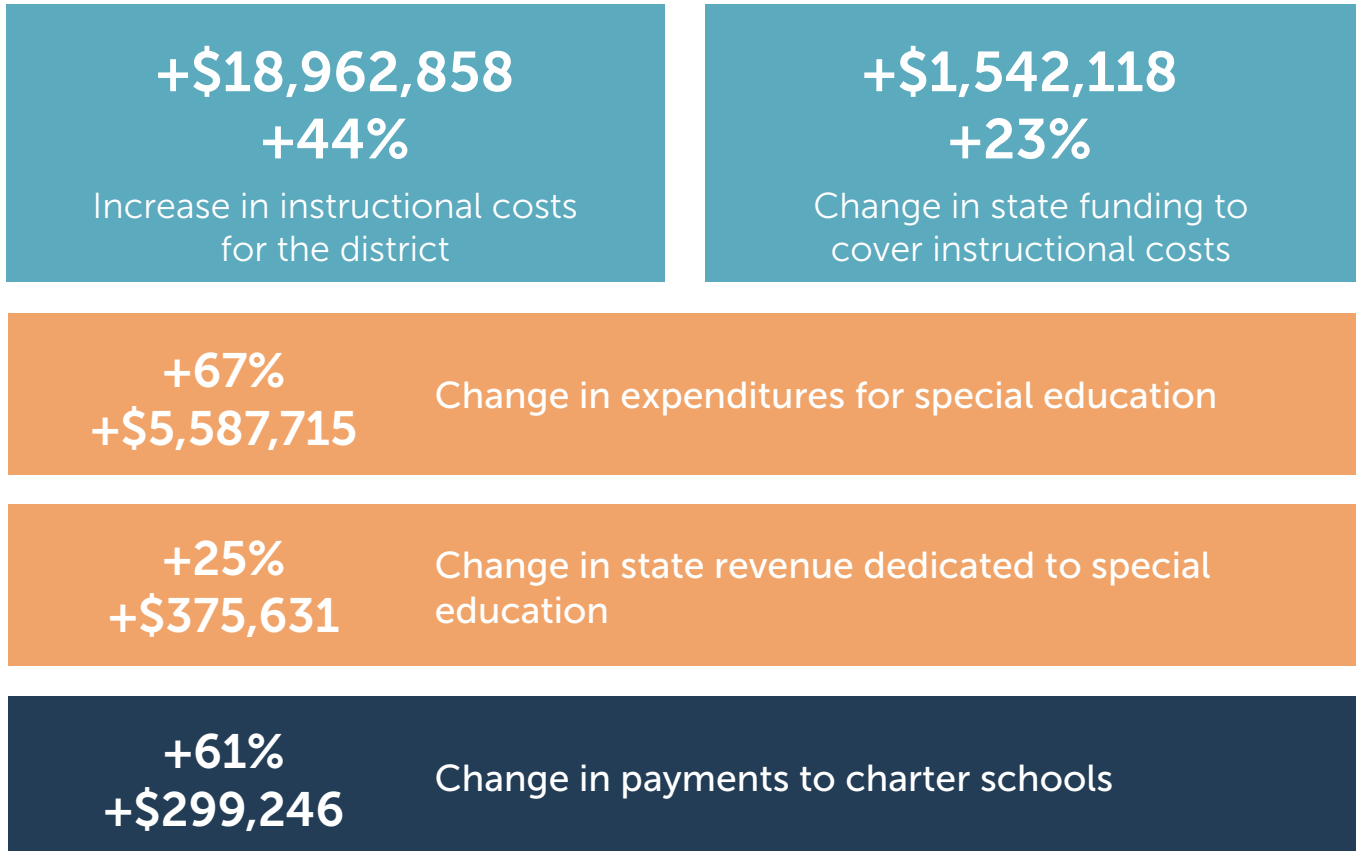 +$18,962,858
+44%
Increase in instructional costs
for the district
+$1,542,118
+23%
Change in state funding to
cover instructional costs
+67%
+$5,587,715
Change in expenditures for special education
+25%
+$375,631
Change in state revenue dedicated to special
education
+61%
+$299,246
Change in payments to charter schools